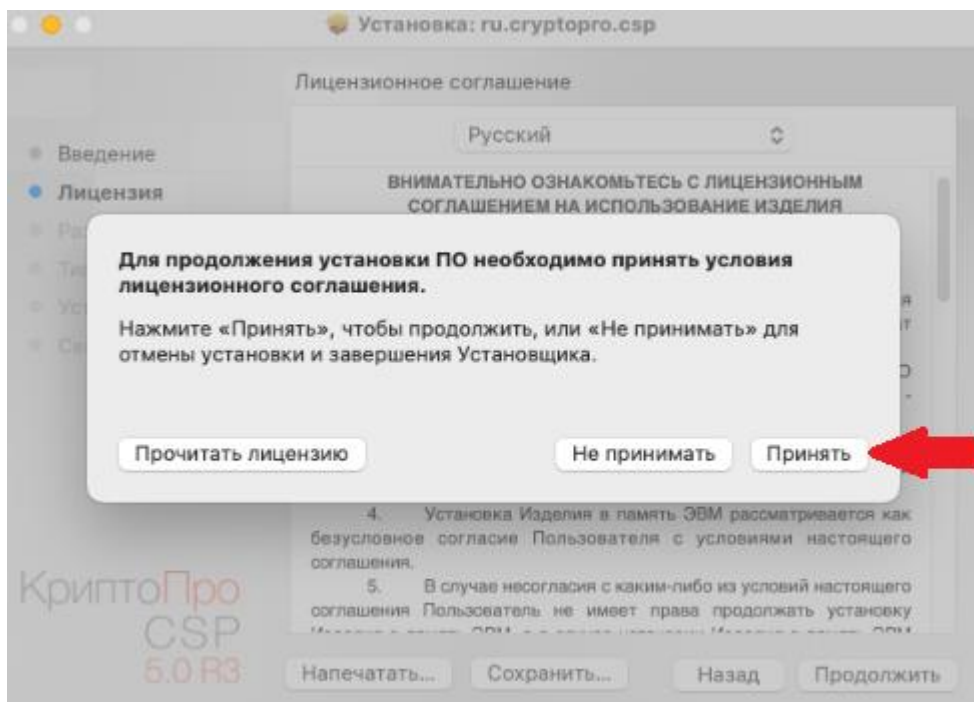 Установка: ru.cryptopro.csp
Лицензионное соглашение
Русский
Введение
Лицензия
ВНИМАТЕЛЬНО ОЗНАКОМЬТЕСЬ С ЛИЦЕНЗИОННЫМ
СОГЛАШЕНИЕМ НА ИСПОЛЬЗОВАНИЕ ИЗДЕЛИЯ
Для продолжения установки ПО необходимо принять условия
лицензионного соглашения.
Нажмите «Принять», чтобы продолжить, или «Не принимать» для
отмены установки и завершения Установщика.
Прочитать лицензию
Не принимать
Принять
4. Установка Изделия в память ЭВМ рассматривается как
безусловное согласие Пользователя с условиями настоящего
соглашения.
5. В случае несогласия с каким-либо из условий настоящего
соглашения Пользователь не имеет права продолжать установку
КриптоПро
CSP
5.0 R3
Напечатать...
Сохранить...
Назад
Продолжить